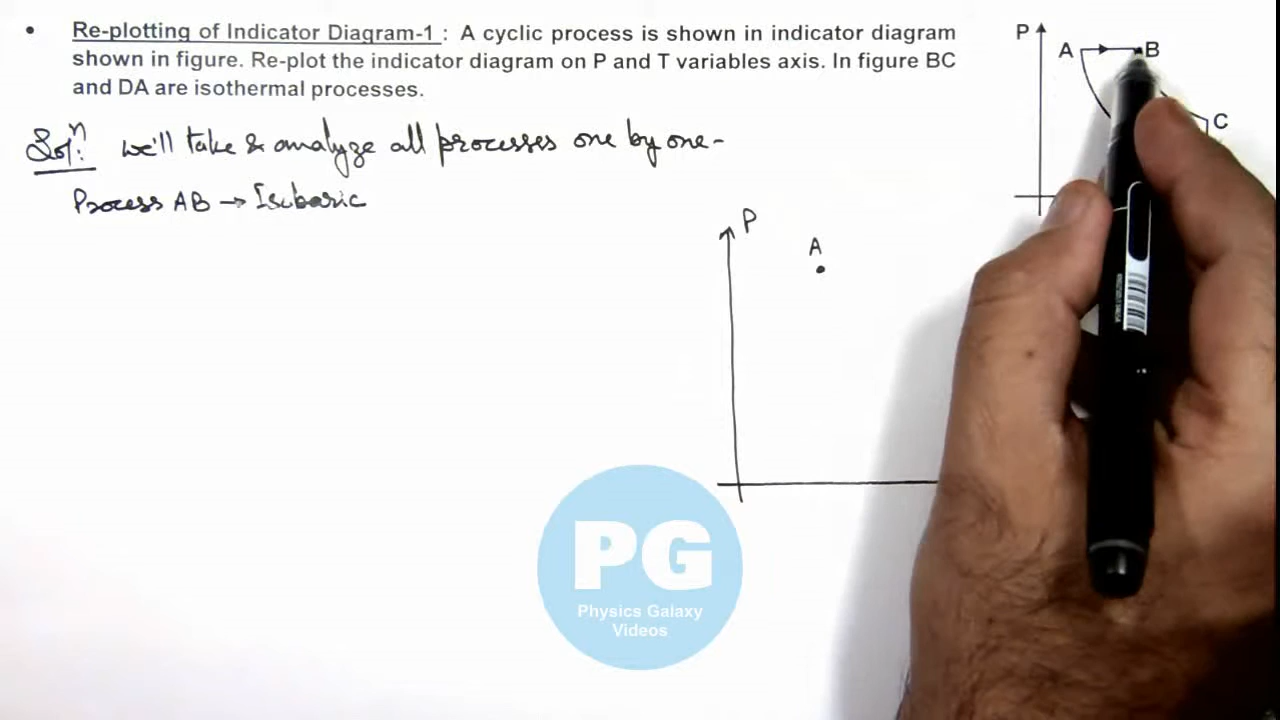 • Re-plotting of Indicator Diagram-1 : A cyclic process is shown in indicator diagram
shown in figure. Re-plot the indicator diagram on P and T variables axis. In figure BC
and DA are isothermal processes.
P
A
B
C
Solⁿ: we'll take & analyze all processes one by one-
Process AB → Isobaric
P
A
PG
Physics Galaxy
Videos